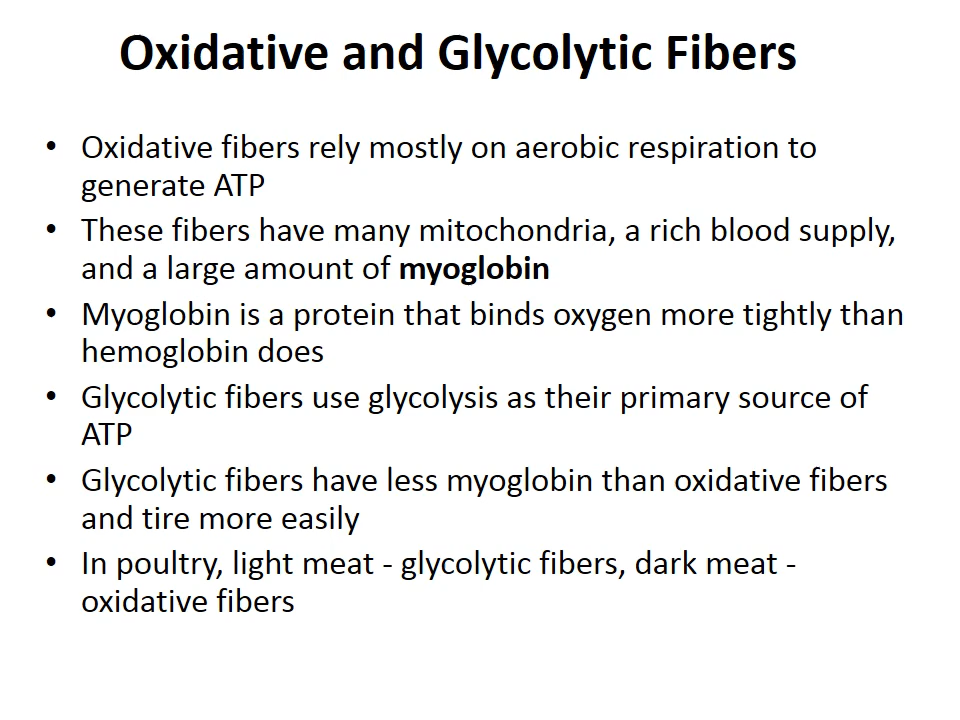 Oxidative and Glycolytic Fibers
• Oxidative fibers rely mostly on aerobic respiration to
generate ATP
• These fibers have many mitochondria, a rich blood supply,
and a large amount of myoglobin
• Myoglobin is a protein that binds oxygen more tightly than
hemoglobin does
• Glycolytic fibers use glycolysis as their primary source of
ATP
• Glycolytic fibers have less myoglobin than oxidative fibers
and tire more easily
• In poultry, light meat - glycolytic fibers, dark meat -
oxidative fibers